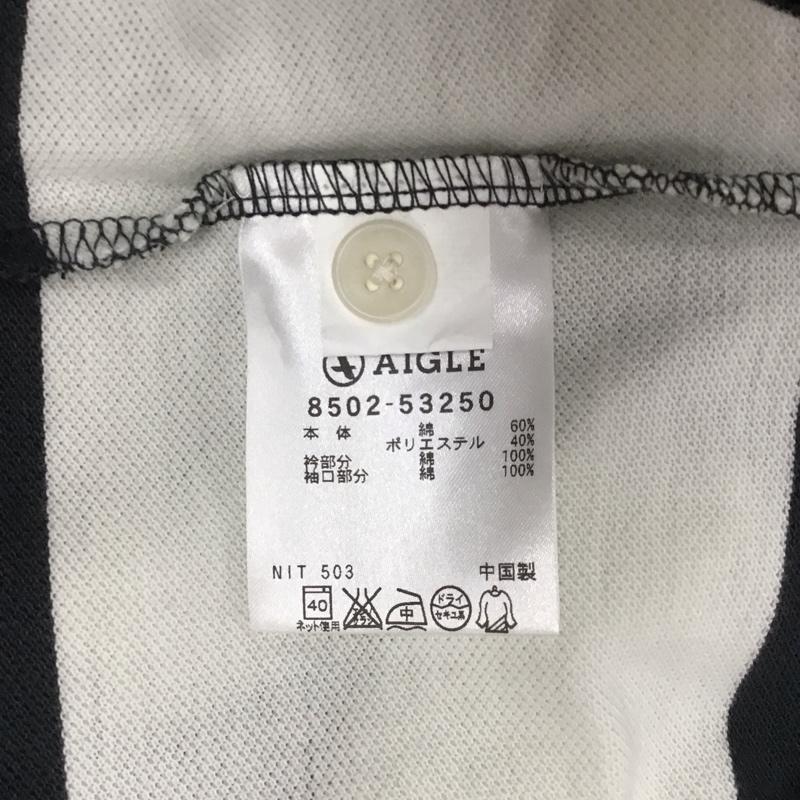 AIGLE
8502-53250
本体 綿 60%
ポリエステル 40%
衿部分 綿 100%
袖口部分 綿 100%
NIT 503 中国製
40 中 ドライ
セキユ系
ネット使用